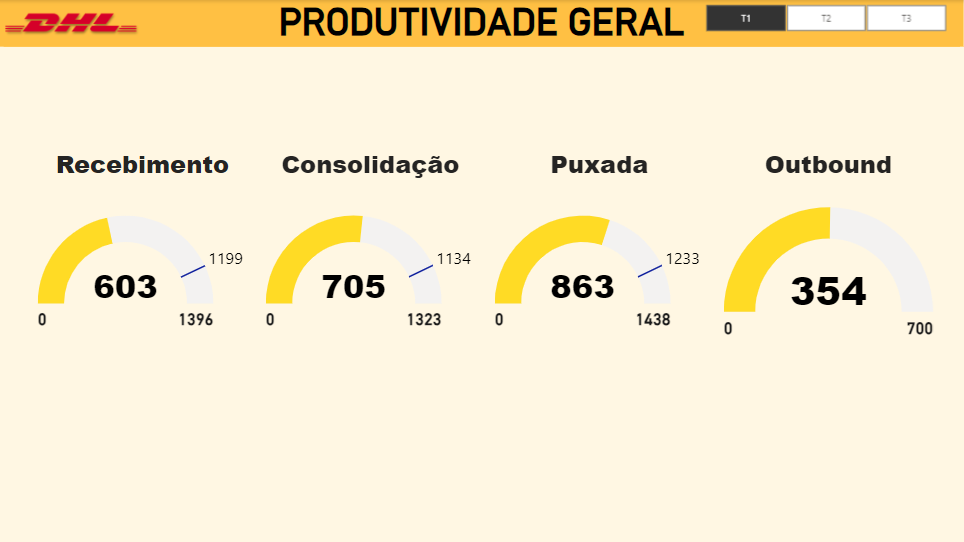 DHL PRODUTIVIDADE GERAL T1 T2 T3
Recebimento Consolidação Puxada Outbound
1199 1134 1233
603 705 863 354
0 1396 0 1323 0 1438 0 700